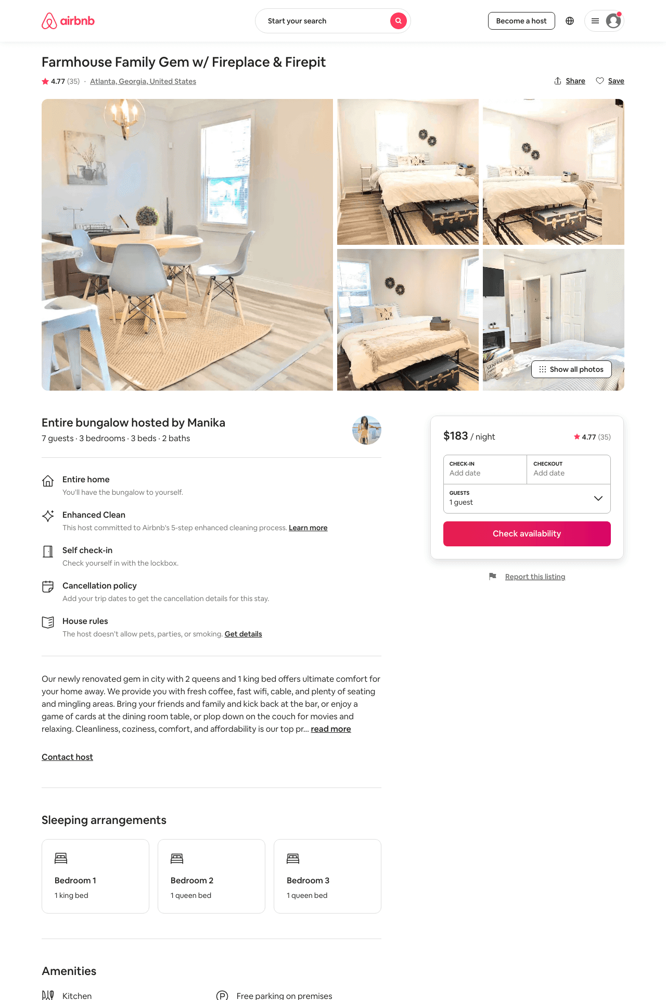 airbnb
Start your search
Become a host
Farmhouse Family Gem w/ Fireplace & Firepit
4.77 (35) · Atlanta, Georgia, United States
Share
Save
A
F R
M
A
F R
A
F R
M
GENERAL STORE
Show all photos
Entire bungalow hosted by Manika
7 guests · 3 bedrooms · 3 beds · 2 baths
$183 / night
4.77 (35)
CHECK-IN
Add date
CHECKOUT
Add date
GUESTS
1 guest
Check availability
Report this listing
Entire home
You’ll have the bungalow to yourself.
Enhanced Clean
This host committed to Airbnb's 5-step enhanced cleaning process. Learn more
Self check-in
Check yourself in with the lockbox.
Cancellation policy
Add your trip dates to get the cancellation details for this stay.
House rules
The host doesn’t allow pets, parties, or smoking. Get details
Our newly renovated gem in city with 2 queens and 1 king bed offers ultimate comfort for
your home away. We provide you with fresh coffee, fast wifi, cable, and plenty of seating
and mingling areas. Bring your friends and family and kick back at the bar, or enjoy a
game of cards at the dining room table, or plop down on the couch for movies and
relaxing. Cleanliness, coziness, comfort, and affordability is our top pr... read more
Contact host
Sleeping arrangements
Bedroom 1
1 king bed
Bedroom 2
1 queen bed
Bedroom 3
1 queen bed
Amenities
Kitchen
Free parking on premises